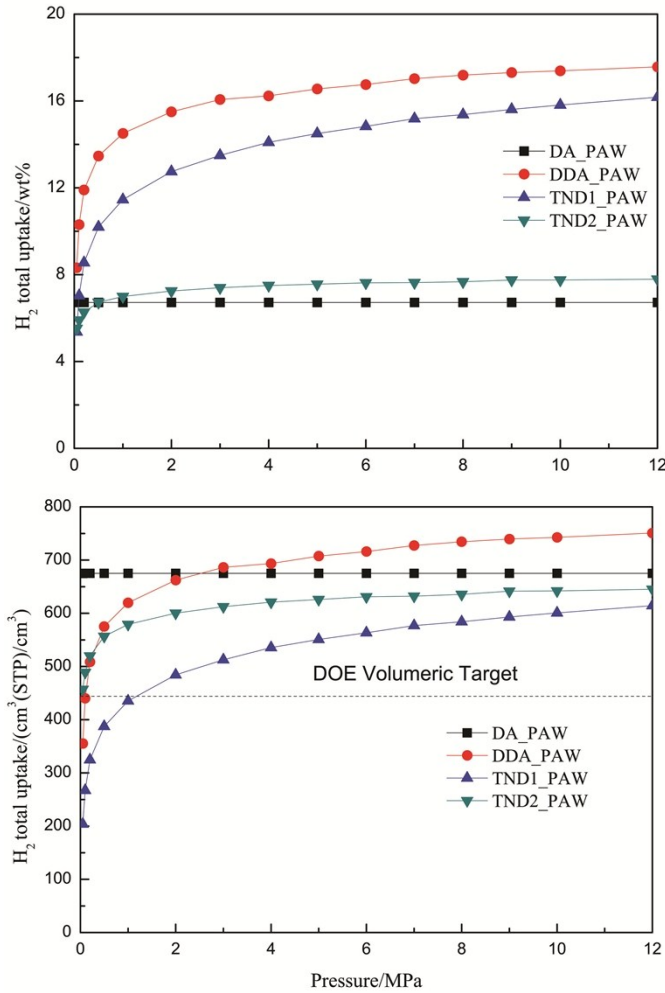 20
16
12
8
4
0
H₂ total uptake/wt%
DA_PAW
DDA_PAW
TND1_PAW
TND2_PAW
0 2 4 6 8 10 12
800
700
600
500
400
300
200
100
0
H₂ total uptake/(cm³(STP)/cm³)
DOE Volumeric Target
DA_PAW
DDA_PAW
TND1_PAW
TND2_PAW
0 2 4 6 8 10 12
Pressure/MPa